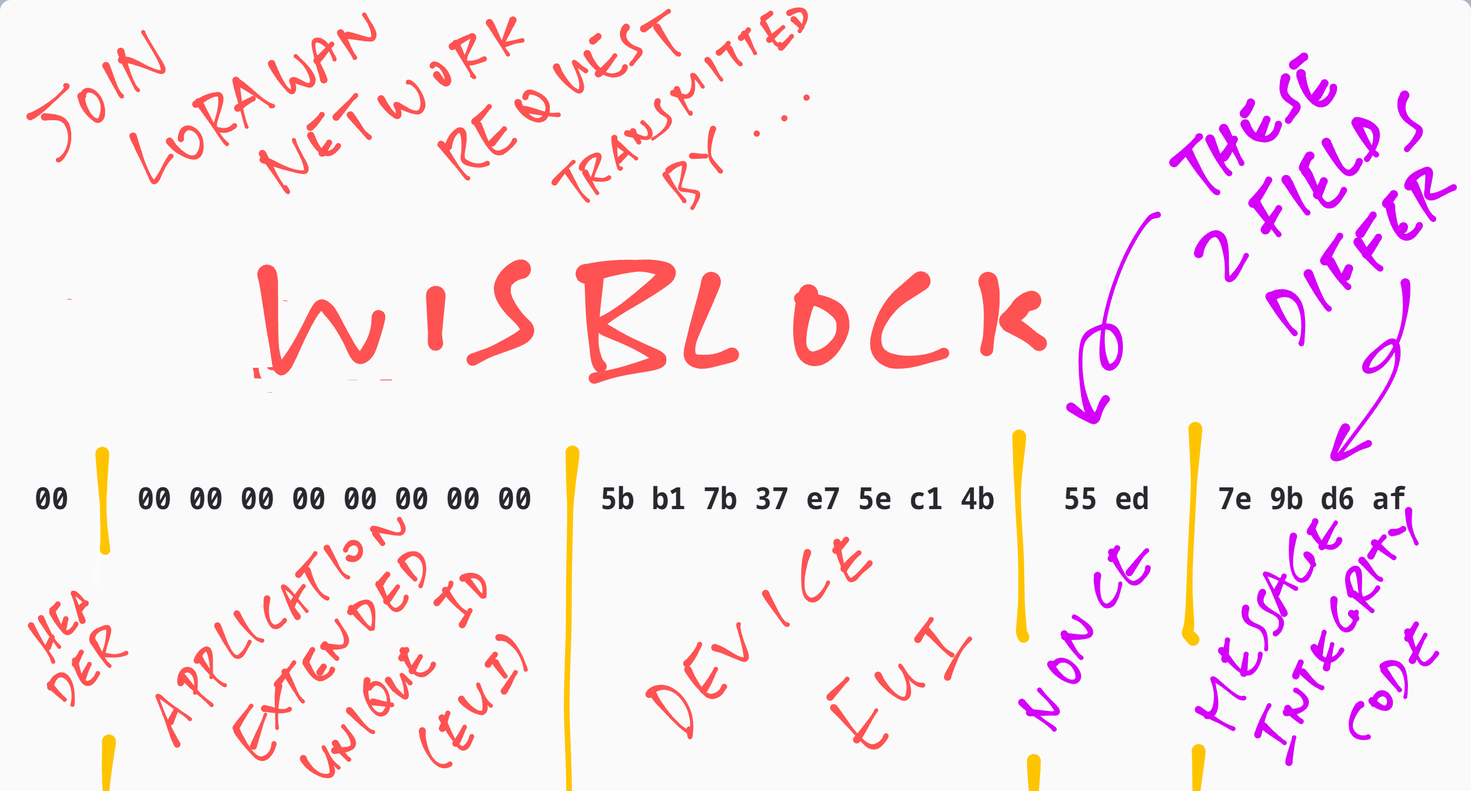 JOIN
LORAWAN
NETWORK
REQUEST
TRANSMITTED
BY . . .
THESE
2 FIELDS
DIFFER
WISBLOCK
00 00 00 00 00 00 00 00 00 5b b1 7b 37 e7 5e c1 4b 55 ed 7e 9b d6 af
HEA
DER
APPLICATION
EXTENDED
UNIQUE ID
(EUI)
DEVICE
EUI
NONCE
MESSAGE
INTEGRITY
CODE